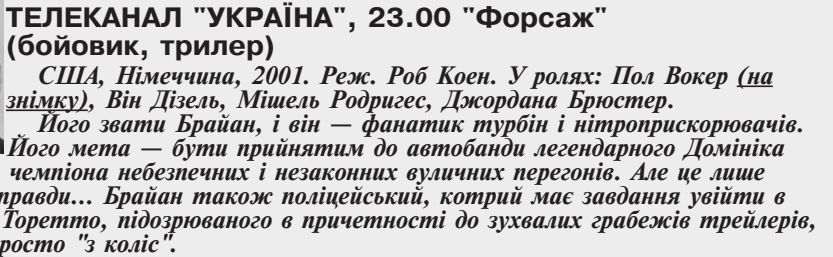 ТЕЛЕКАНАЛ "УКРАЇНА", 23.00 "Форсаж"
(бойовик, трилер)
США, Німеччина, 2001. Реж. Роб Коен. У ролях: Пол Вокер (на
знімку), Він Дізель, Мішель Родригес, Джордана Брюстер.
Його звати Брайан, і він — фанатик турбін і нітроприскорювачів.
Його мета — бути прийнятим до автобанди легендарного Домініка
чемпіона небезпечних і незаконних вуличних перегонів. Але це лише
правди... Брайан також поліцейський, котрий має завдання увійти в
Торетто, підозрюваного в причетності до зухвалих грабежів трейлерів,
росто "з коліс".